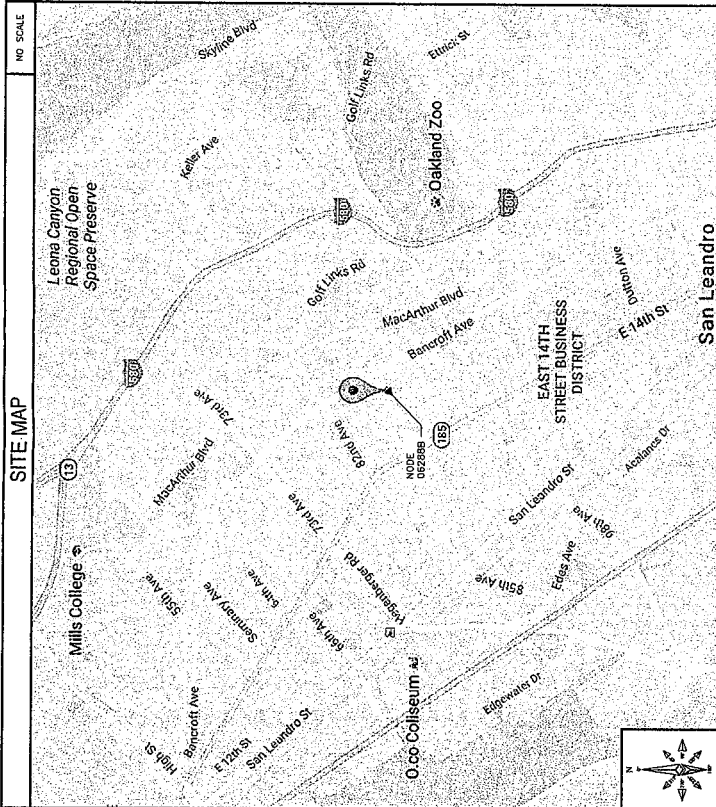 SITE MAP
NO SCALE
Leona Canyon
Regional Open
Space Preserve
Skyline Blvd
Keller Ave
Golf Links Rd
Ettrick St
Oakland Zoo
13
580
580
580
Mills College
MacArthur Blvd
73rd Ave
Golf Links Rd
55th Ave
Seminary Ave
64th Ave
73rd Ave
82nd Ave
MacArthur Blvd
Bancroft Ave
NODE
06288B
185
66th Ave
Hegenberger Rd
High St
Bancroft Ave
E 12th St
San Leandro St
EAST 14TH
STREET BUSINESS
DISTRICT
Dutton Ave
E 14th St
San Leandro
San Leandro St
Acalanes Dr
98th Ave
85th Ave
Edes Ave
O.co Coliseum
Edgewater Dr
N